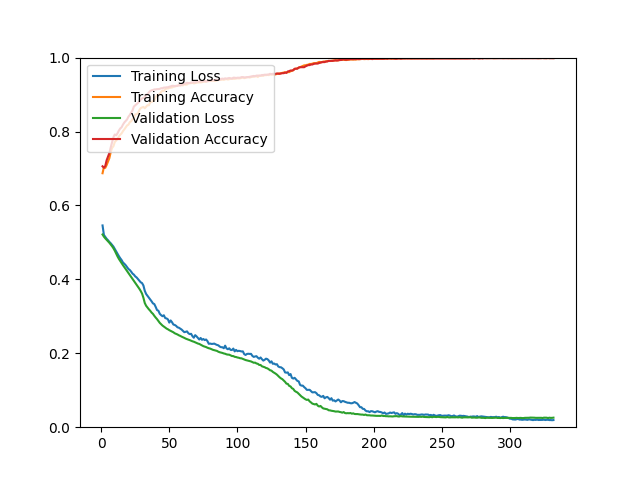 1.0
0.8
0.6
0.4
0.2
0.0
Training Loss
Training Accuracy
Validation Loss
Validation Accuracy
0 50 100 150 200 250 300